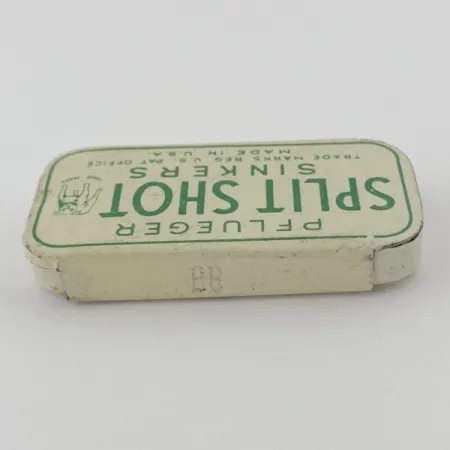 PFLUEGER
SPLIT SHOT
SINKERS
TRADE MARKS REG. U.S. PAT OFFICE
MADE IN U.S.A.
BB